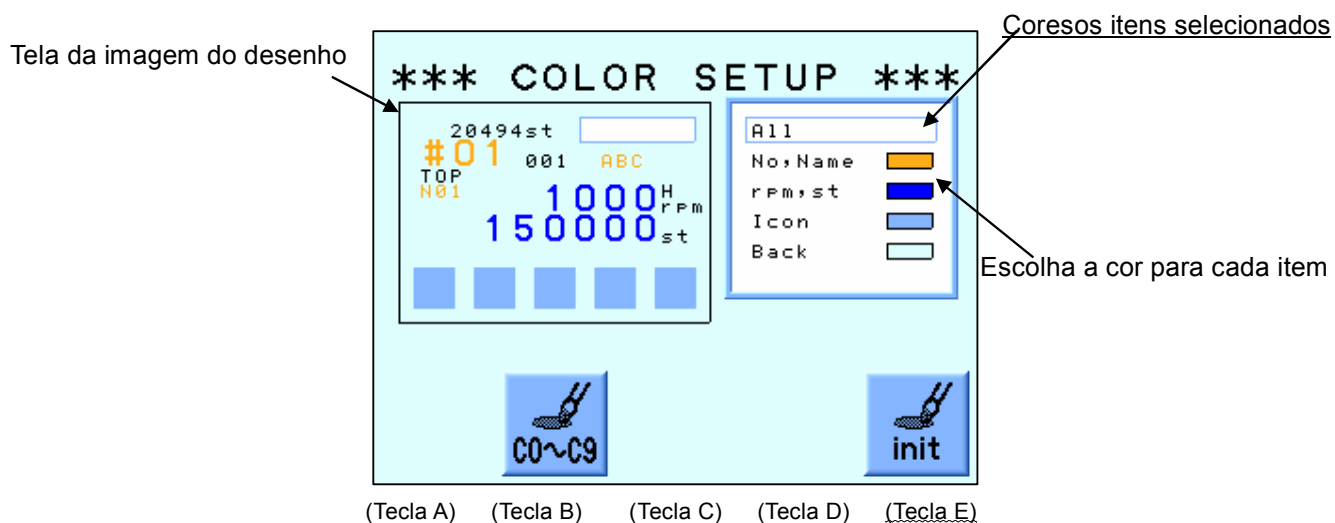 Coresos itens selecionados
Tela da imagem do desenho
*** COLOR SETUP ***
20494st
#01 001 ABC
TOP
N01
1000 H rpm
150000 st
All
No,Name
rpm,st
Icon
Back
Escolha a cor para cada item
C0~C9
init
(Tecla A) (Tecla B) (Tecla C) (Tecla D) (Tecla E)